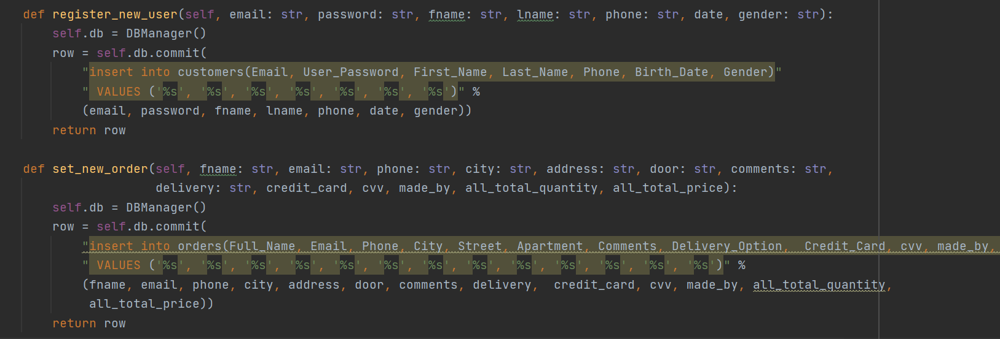 def register_new_user(self, email: str, password: str, fname: str, lname: str, phone: str, date, gender: str):
self.db = DBManager()
row = self.db.commit(
"insert into customers(Email, User_Password, First_Name, Last_Name, Phone, Birth_Date, Gender)"
" VALUES ('%s', '%s', '%s', '%s', '%s', '%s', '%s')" %
(email, password, fname, lname, phone, date, gender))
return row
def set_new_order(self, fname: str, email: str, phone: str, city: str, address: str, door: str, comments: str,
delivery: str, credit_card, cvv, made_by, all_total_quantity, all_total_price):
self.db = DBManager()
row = self.db.commit(
"insert into orders(Full_Name, Email, Phone, City, Street, Apartment, Comments, Delivery_Option,  Credit_Card, cvv, made_by,
" VALUES ('%s', '%s', '%s', '%s', '%s', '%s', '%s', '%s', '%s', '%s', '%s', '%s', '%s')" %
(fname, email, phone, city, address, door, comments, delivery,  credit_card, cvv, made_by, all_total_quantity,
all_total_price))
return row